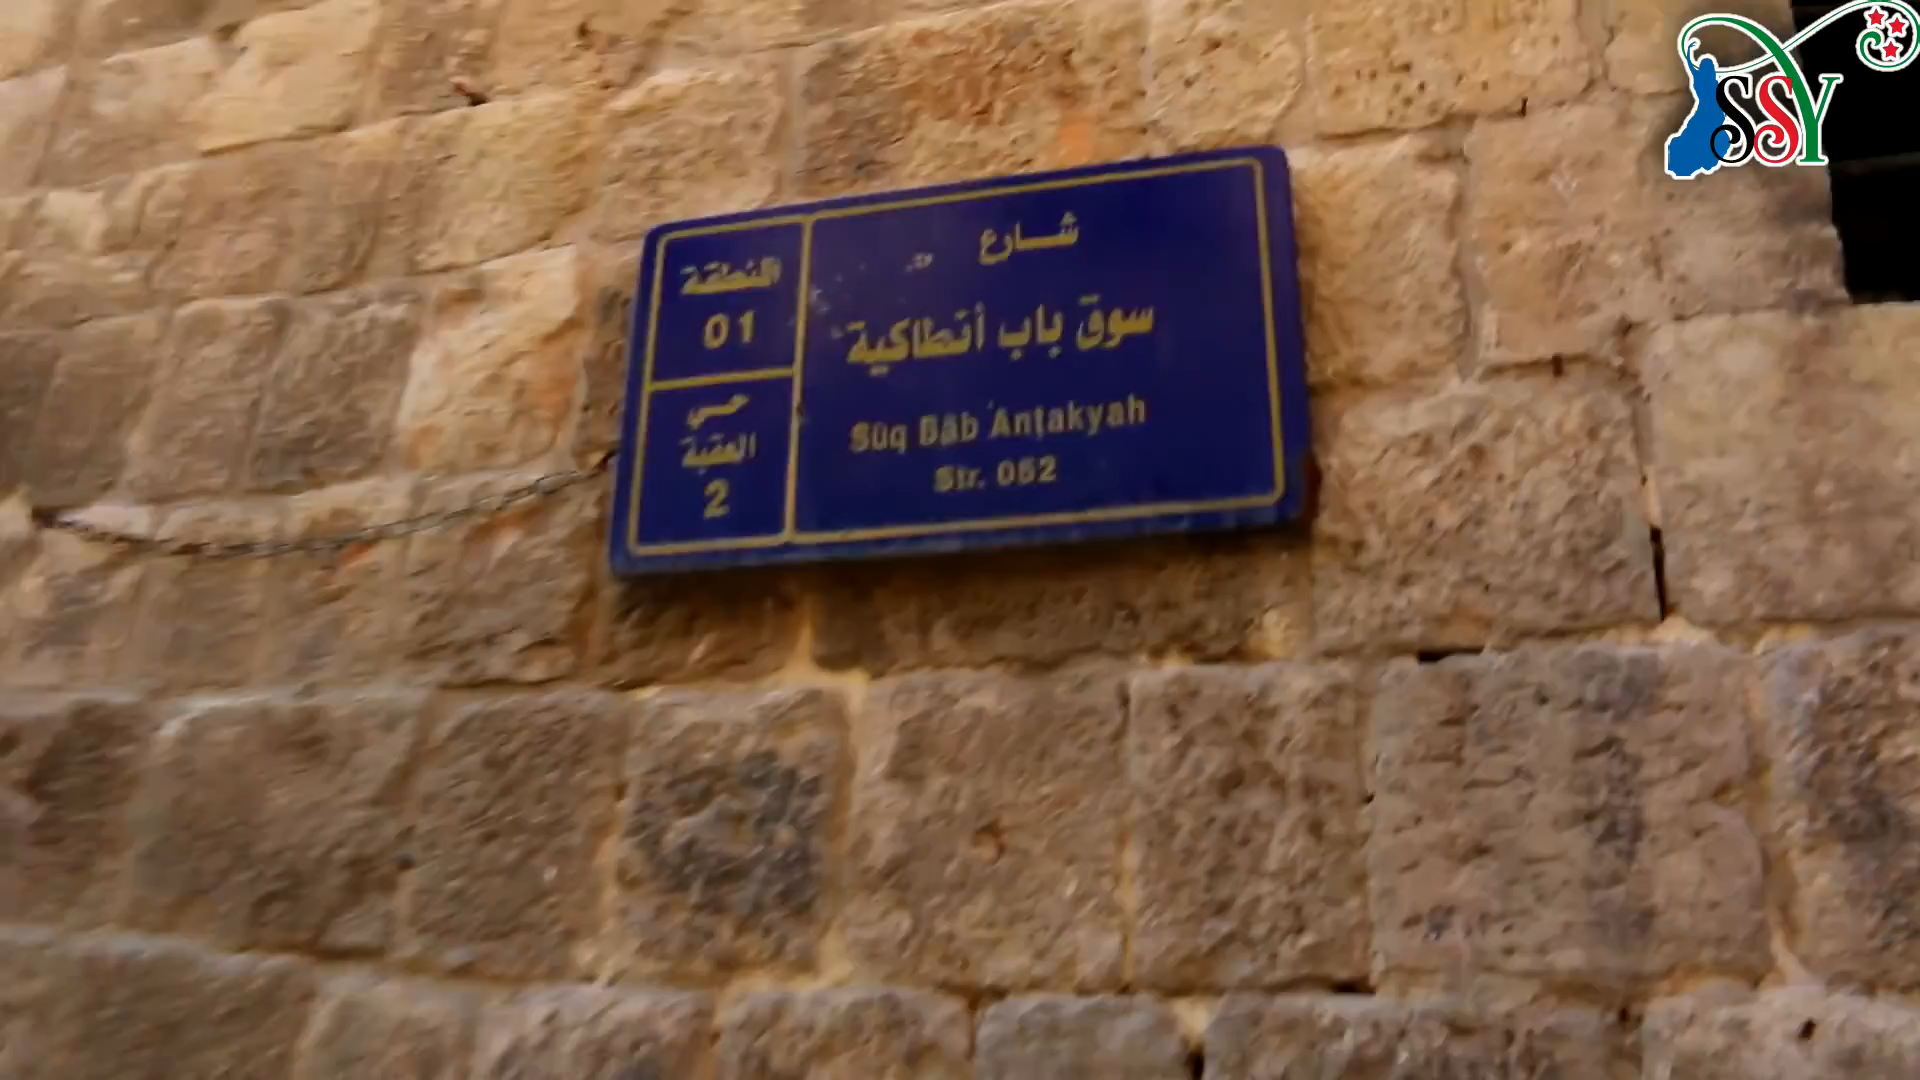 شارع
سوق باب أنطاكية
Sūq Bāb 'Anṭakyah
Str. 052
المنطقة
01
حي
العقبة
2
SSY